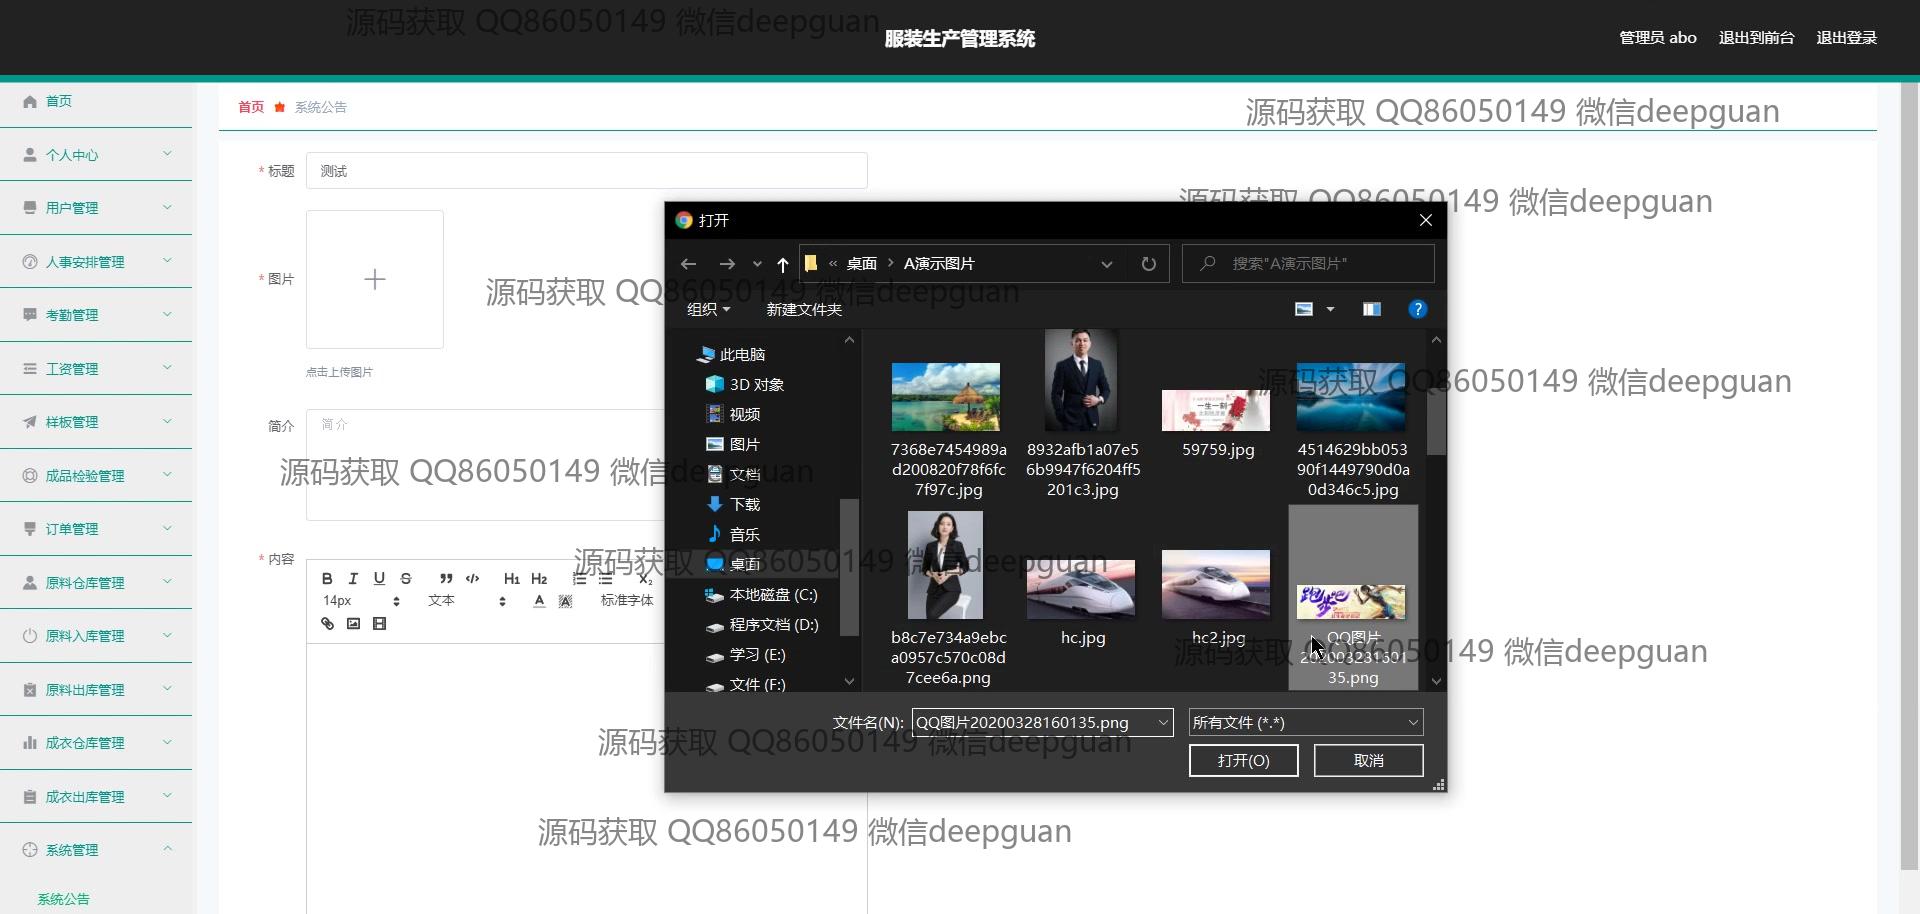 源码获取 QQ86050149 微信deepguan
服装生产管理系统
管理员 abo 退出到前台 退出登录
首页
个人中心
用户管理
人事安排管理
考勤管理
工资管理
样板管理
成品检验管理
订单管理
原料仓库管理
原料入库管理
原料出库管理
成衣仓库管理
成衣出库管理
系统管理
系统公告
首页 系统公告
源码获取 QQ86050149 微信deepguan
* 标题 测试
源码获取 QQ86050149 微信deepguan
* 图片
点击上传图片
源码获取 QQ86050149 微信deepguan
简介 简介
源码获取 QQ86050149 微信deepguan
* 内容
B I U S H1 H2 X2
14px 文本 A 标准字体
打开
桌面 A演示图片
搜索"A演示图片"
组织 新建文件夹
此电脑
3D 对象
视频
图片
文档
下载
音乐
桌面
本地磁盘 (C:)
程序文档 (D:)
学习 (E:)
文件 (F:)
7368e7454989a
d200820f78f6fc
7f97c.jpg
8932afb1a07e5
6b9947f6204ff5
201c3.jpg
59759.jpg
4514629bb053
90f1449790d0a
0d346c5.jpg
源码获取 QQ86050149 微信deepguan
源码获取 QQ86050149 微信deepguan
b8c7e734a9ebc
a0957c570c08d
7cee6a.png
hc.jpg
hc2.jpg
跑步吧
QQ图片
202003281601
35.png
源码获取 QQ86050149 微信deepguan
文件名(N): QQ图片20200328160135.png 所有文件 (*.*)
源码获取 QQ86050149 微信deepguan
打开(O) 取消
源码获取 QQ86050149 微信deepguan